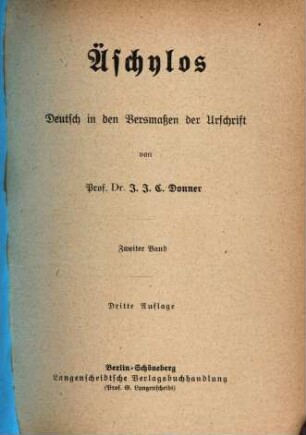 Äschylos
Deutsch in den Versmaßen der Urschrift
von
Prof. Dr. J. J. C. Donner
Zweiter Band
Dritte Auflage
Berlin-Schöneberg
Langenscheidtsche Verlagsbuchhandlung
(Prof. G. Langenscheidt)